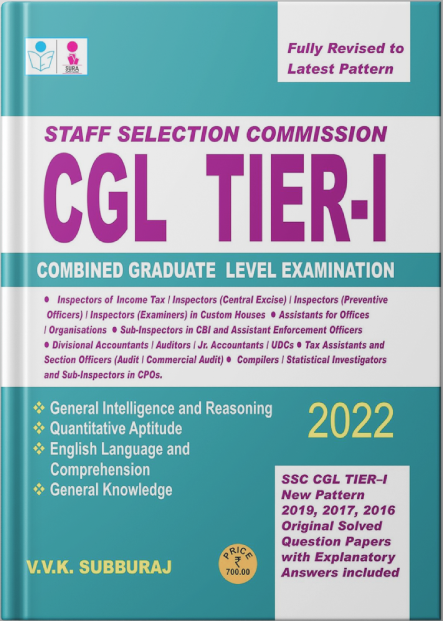 SURA
Fully Revised to
Latest Pattern
STAFF SELECTION COMMISSION
CGL TIER-I
COMBINED GRADUATE LEVEL EXAMINATION
● Inspectors of Income Tax | Inspectors (Central Excise) | Inspectors (Preventive
Officers) | Inspectors (Examiners) in Custom Houses ● Assistants for Offices
| Organisations ● Sub-Inspectors in CBI and Assistant Enforcement Officers
● Divisional Accountants | Auditors | Jr. Accountants | UDCs ● Tax Assistants and
Section Officers (Audit | Commercial Audit) ● Compilers | Statistical Investigators
and Sub-Inspectors in CPOs.
❖ General Intelligence and Reasoning
❖ Quantitative Aptitude
❖ English Language and
Comprehension
❖ General Knowledge
2022
SSC CGL TIER–I
New Pattern
2019, 2017, 2016
Original Solved
Question Papers
with Explanatory
Answers included
V.V.K. SUBBURAJ
PRICE
₹
700.00